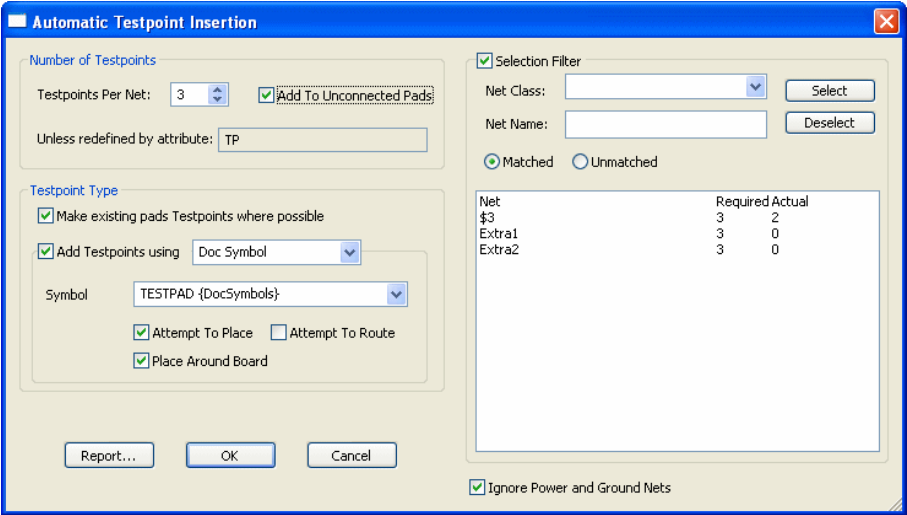 Automatic Testpoint Insertion
Number of Testpoints
Testpoints Per Net: 3 Add To Unconnected Pads
Unless redefined by attribute: TP
Testpoint Type
Make existing pads Testpoints where possible
Add Testpoints using Doc Symbol
Symbol TESTPAD {DocSymbols}
Attempt To Place Attempt To Route
Place Around Board
Report... OK Cancel
Selection Filter
Net Class: Select
Net Name: Deselect
Matched Unmatched
Net Required Actual
$3 3 2
Extra1 3 0
Extra2 3 0
Ignore Power and Ground Nets